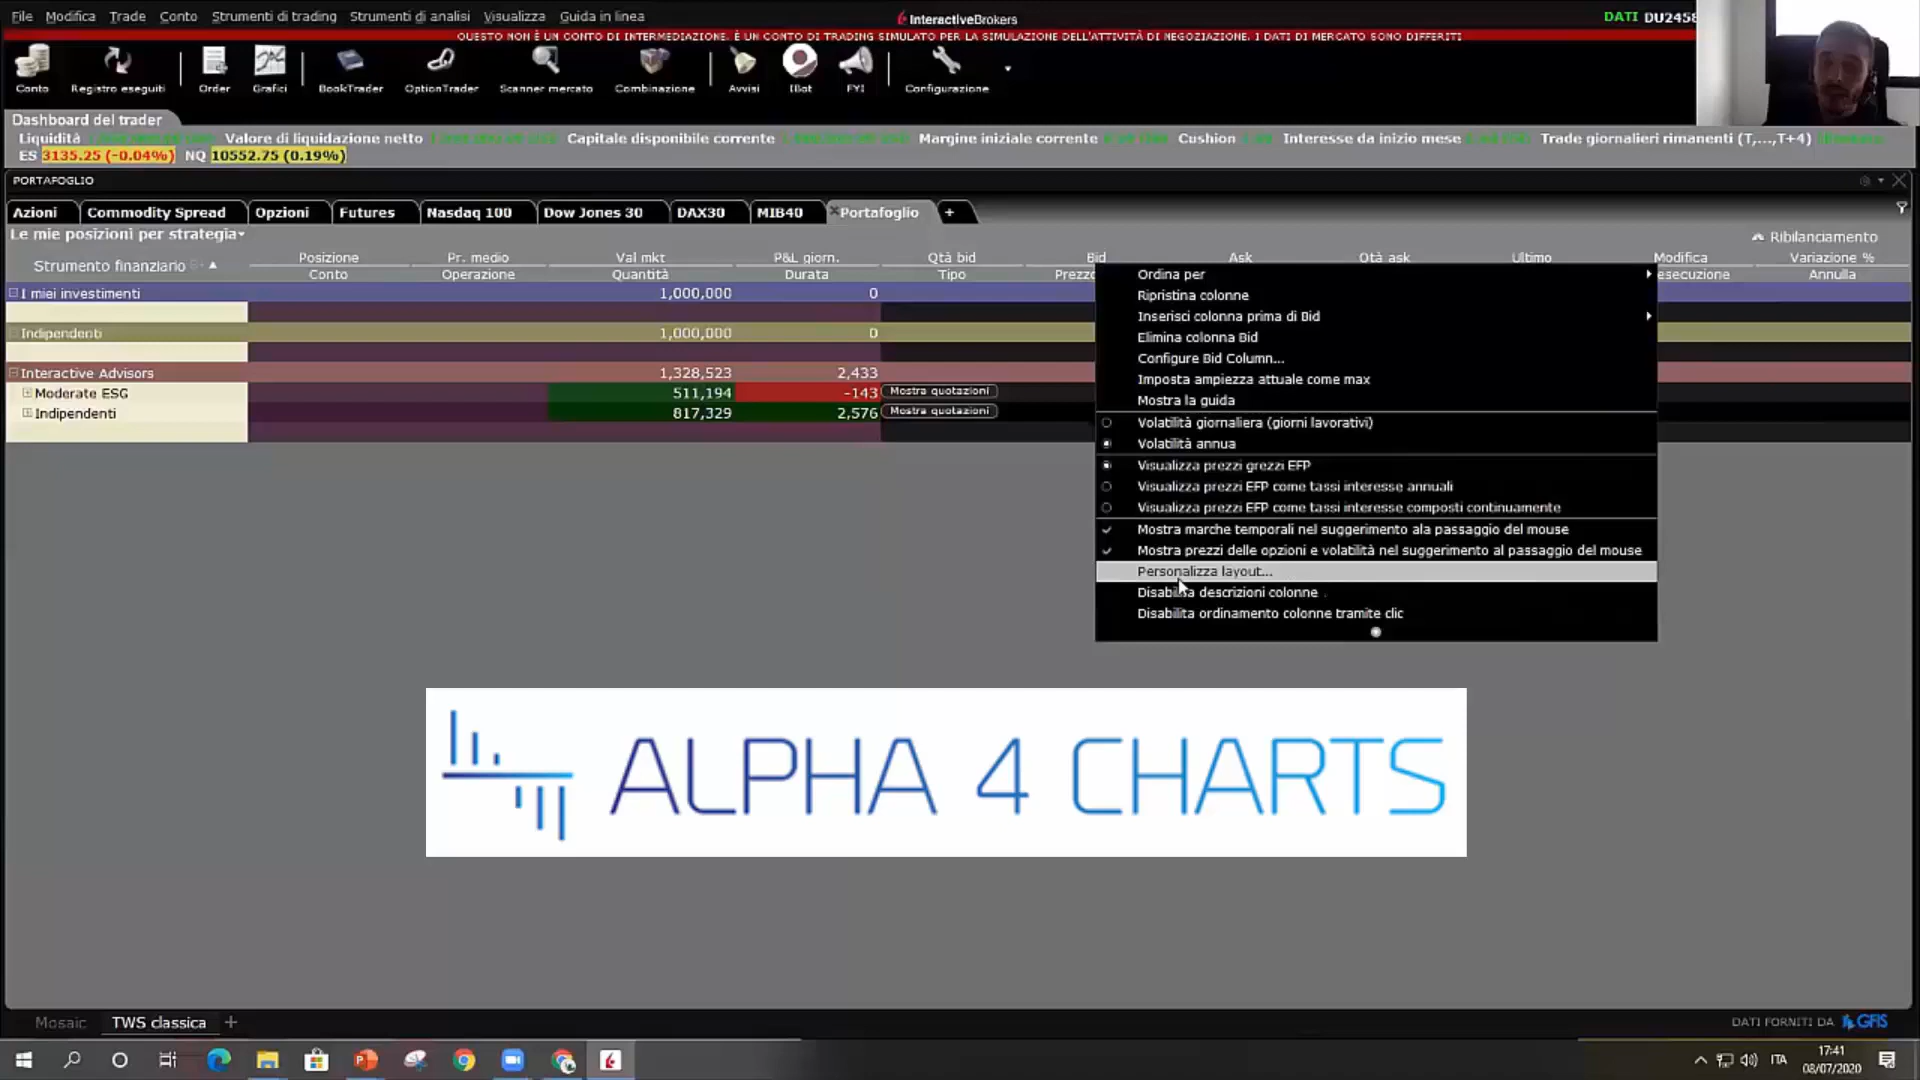 File Modifica Trade Conto Strumenti di trading Strumenti di analisi Visualizza Guida in linea
InteractiveBrokers
DATI DU2458
QUESTO NON È UN CONTO DI INTERMEDIAZIONE. È UN CONTO DI TRADING SIMULATO PER LA SIMULAZIONE DELL'ATTIVITÀ DI NEGOZIAZIONE. I DATI DI MERCATO SONO DIFFERITI
Conto Registro eseguiti Order Grafici BookTrader OptionTrader Scanner mercato Combinazione Avvisi IBot FYI Configurazione
Dashboard del trader
Liquidità Valore di liquidazione netto Capitale disponibile corrente Margine iniziale corrente Cushion Interesse da inizio mese Trade giornalieri rimanenti (T,...,T+4)
ES 3135.25 (-0.04%) NQ 10552.75 (0.19%)
PORTAFOGLIO
Azioni Commodity Spread Opzioni Futures Nasdaq 100 Dow Jones 30 DAX30 MIB40 Portafoglio +
Le mie posizioni per strategia
Ribilanciamento
Strumento finanziario
Posizione Pr. medio Val mkt P&L giorn. Qtà bid Bid Ask Qtà ask Ultimo Modifica Variazione %
Conto Operazione Quantità Durata Tipo Prezzo esecuzione Annulla
I miei investimenti 1,000,000 0
Indipendenti 1,000,000 0
Interactive Advisors 1,328,523 2,433
Moderate ESG 511,194 -143 Mostra quotazioni
Indipendenti 817,329 2,576 Mostra quotazioni
Ordina per
Ripristina colonne
Inserisci colonna prima di Bid
Elimina colonna Bid
Configure Bid Column...
Imposta ampiezza attuale come max
Mostra la guida
Volatilità giornaliera (giorni lavorativi)
Volatilità annua
Visualizza prezzi grezzi EFP
Visualizza prezzi EFP come tassi interesse annuali
Visualizza prezzi EFP come tassi interesse composti continuamente
Mostra marche temporali nel suggerimento ala passaggio del mouse
Mostra prezzi delle opzioni e volatilità nel suggerimento al passaggio del mouse
Personalizza layout...
Disabilita descrizioni colonne
Disabilita ordinamento colonne tramite clic
ALPHA 4 CHARTS
Mosaic TWS classica +
DATI FORNITI DA GFIS
ITA
17:41
08/07/2020